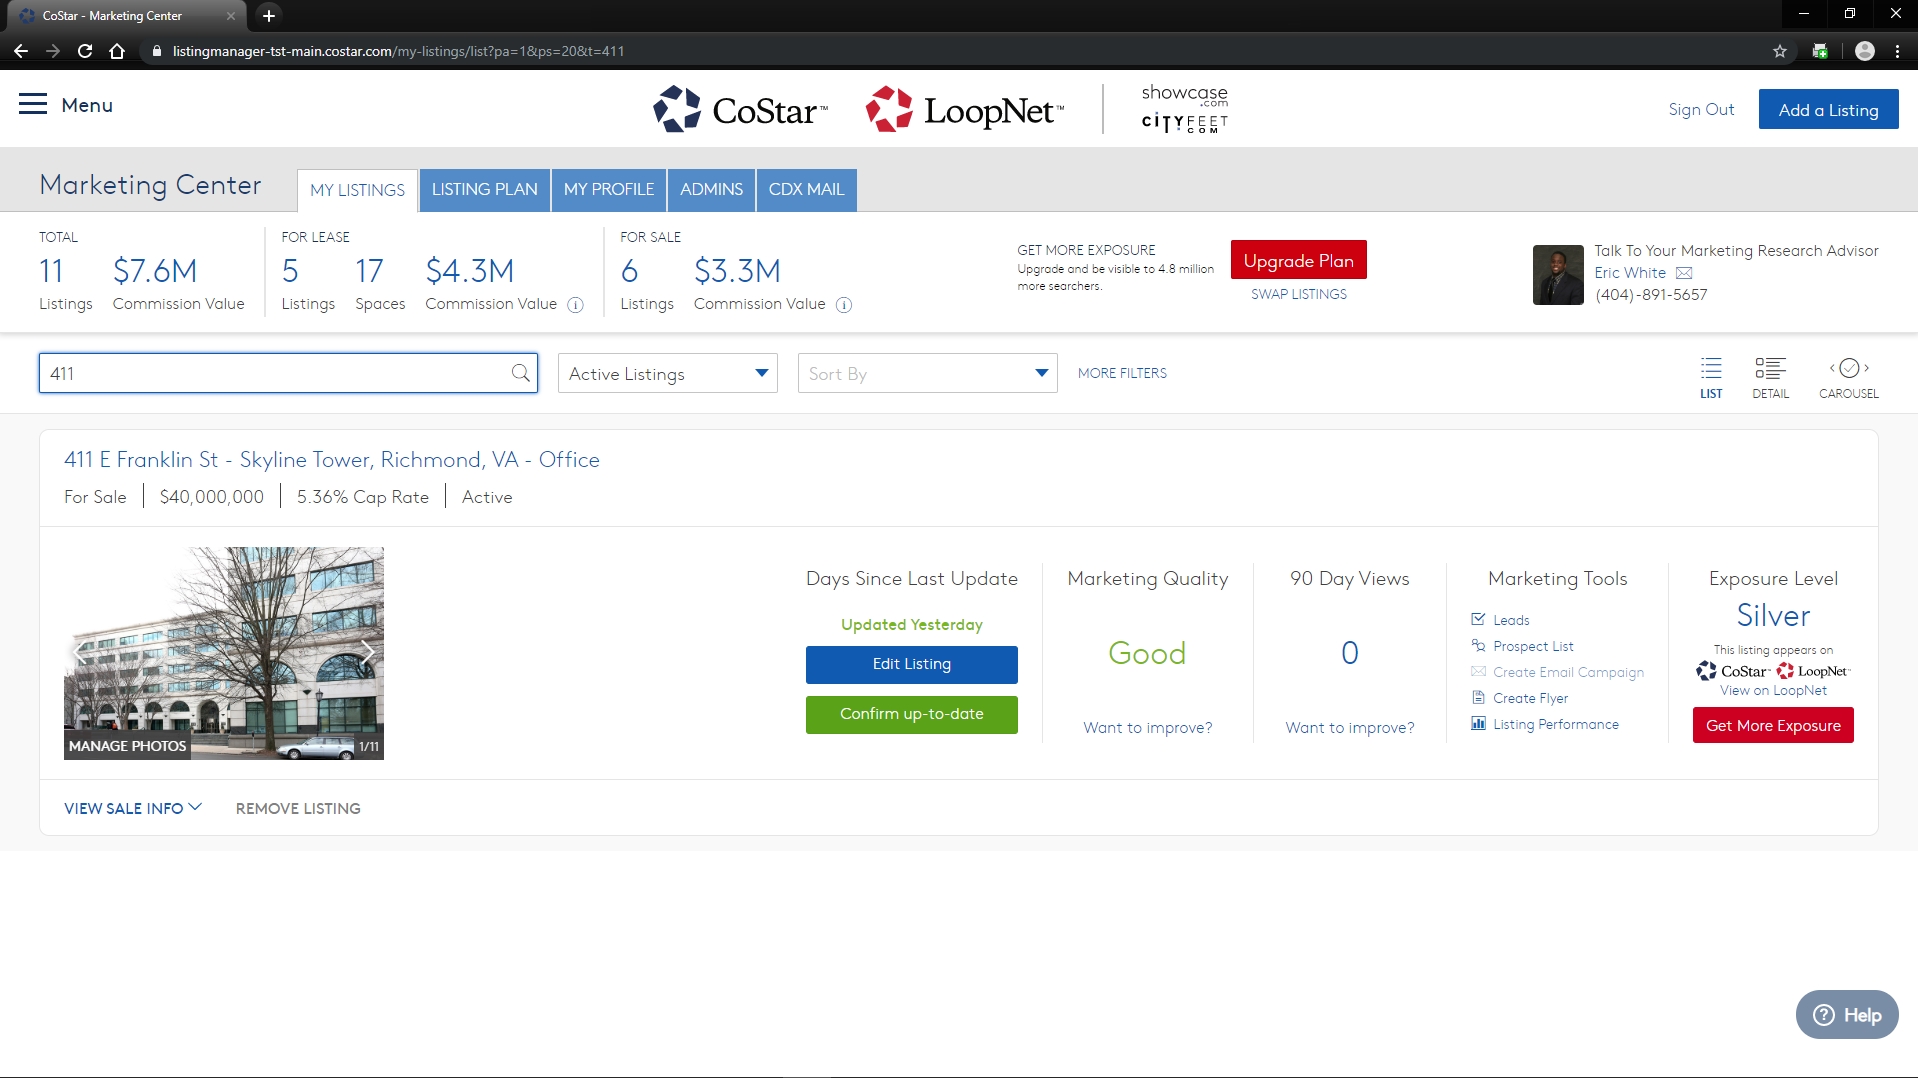 CoStar - Marketing Center
listingmanager-tst-main.costar.com/my-listings/list?pa=1&ps=20&t=411
Menu
CoStar™
LoopNet™
showcase
.com
CITYFEET
COM
Sign Out
Add a Listing
Marketing Center
MY LISTINGS
LISTING PLAN
MY PROFILE
ADMINS
CDX MAIL
TOTAL
11
Listings
$7.6M
Commission Value
FOR LEASE
5
Listings
17
Spaces
$4.3M
Commission Value
FOR SALE
6
Listings
$3.3M
Commission Value
GET MORE EXPOSURE
Upgrade and be visible to 4.8 million
more searchers.
Upgrade Plan
SWAP LISTINGS
Talk To Your Marketing Research Advisor
Eric White
(404)-891-5657
411
Active Listings
Sort By
MORE FILTERS
LIST
DETAIL
CAROUSEL
411 E Franklin St - Skyline Tower, Richmond, VA - Office
For Sale | $40,000,000 | 5.36% Cap Rate | Active
MANAGE PHOTOS
1/11
Days Since Last Update
Updated Yesterday
Edit Listing
Confirm up-to-date
Marketing Quality
Good
Want to improve?
90 Day Views
0
Want to improve?
Marketing Tools
Leads
Prospect List
Create Email Campaign
Create Flyer
Listing Performance
Exposure Level
Silver
This listing appears on
CoStar™ LoopNet™
View on LoopNet
Get More Exposure
VIEW SALE INFO
REMOVE LISTING
Help